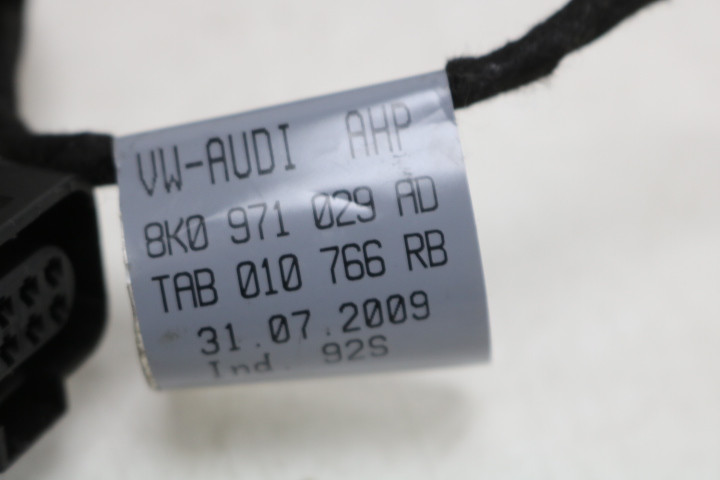 VW-AUDI AHP
8K0 971 029 AD
TAB 010 766 RB
31.07.2009
Ind. 92S